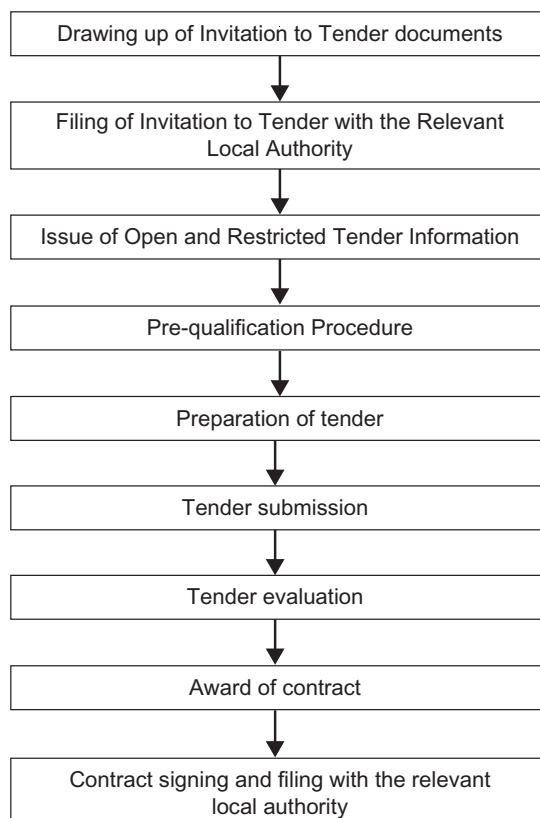 Drawing up of Invitation to Tender documents
Filing of Invitation to Tender with the Relevant
Local Authority
Issue of Open and Restricted Tender Information
Pre-qualification Procedure
Preparation of tender
Tender submission
Tender evaluation
Award of contract
Contract signing and filing with the relevant
local authority